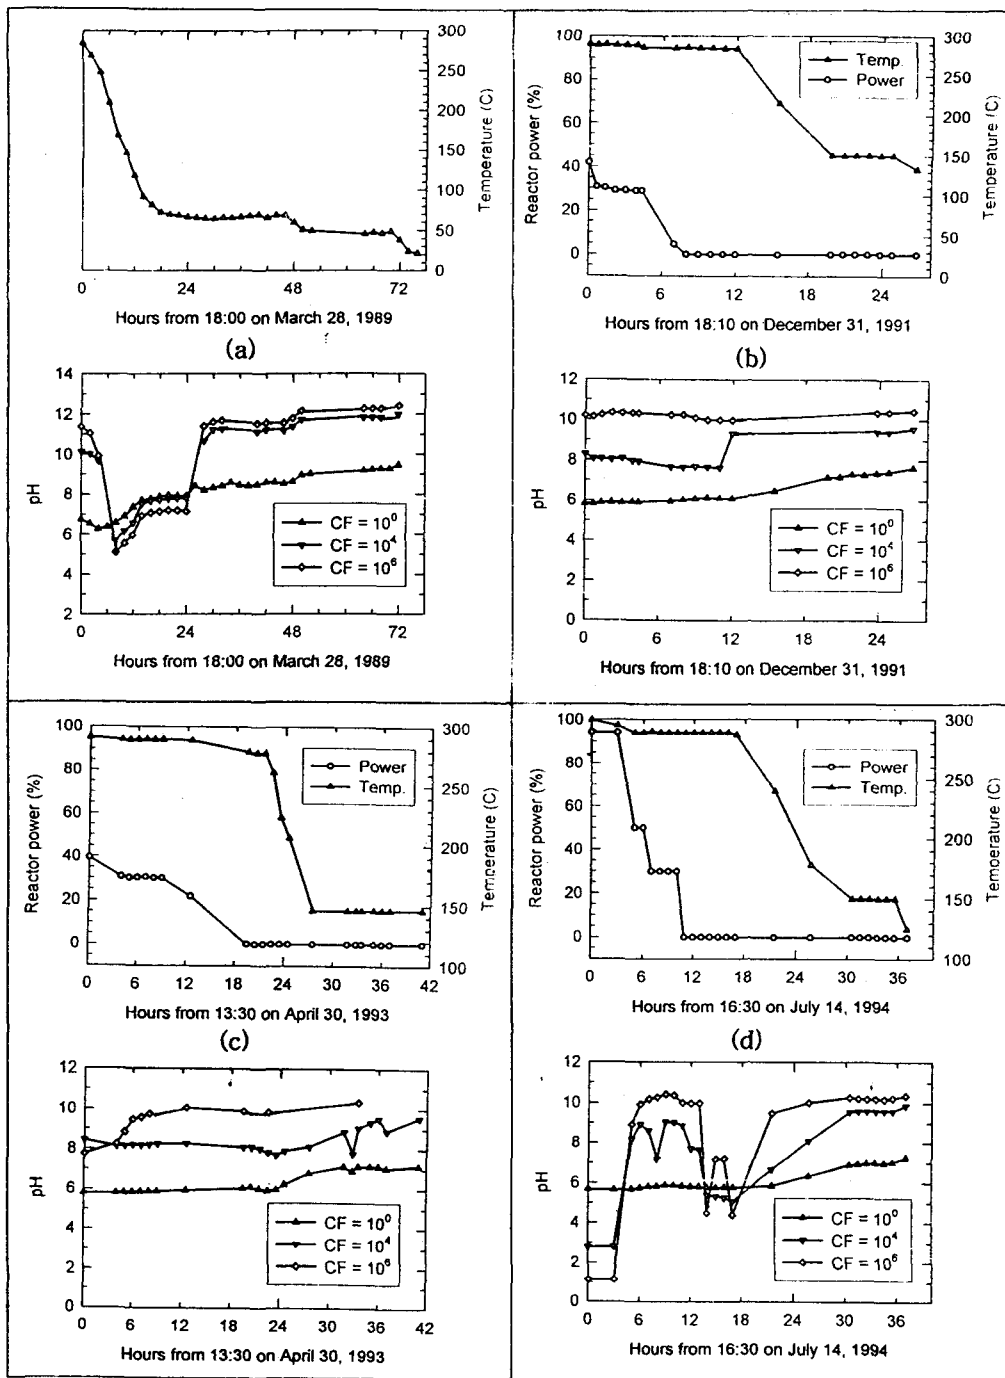 300
250
200
150
100
50
0
Temperature (C)
0 24 48 72
Hours from 18:00 on March 28, 1989
(a)
14
12
10
8
6
4
2
pH
CF = 10⁰
CF = 10⁴
CF = 10⁶
0 24 48 72
Hours from 18:00 on March 28, 1989
100
80
60
40
20
0
Reactor power (%)
Temp.
Power
300
250
200
150
100
50
0
Temperature (C)
0 6 12 18 24
Hours from 18:10 on December 31, 1991
(b)
12
10
8
6
4
2
0
pH
CF = 10⁰
CF = 10⁴
CF = 10⁶
0 6 12 18 24
Hours from 18:10 on December 31, 1991
100
80
60
40
20
0
Reactor power (%)
Power
Temp.
300
250
200
150
100
Temperature (C)
0 6 12 18 24 30 36 42
Hours from 13:30 on April 30, 1993
(c)
12
10
8
6
4
2
0
pH
CF = 10⁰
CF = 10⁴
CF = 10⁶
0 6 12 18 24 30 36 42
Hours from 13:30 on April 30, 1993
100
80
60
40
20
0
Reactor power (%)
Power
Temp.
300
250
200
150
100
Temperature (C)
0 6 12 18 24 30 36
Hours from 16:30 on July 14, 1994
(d)
12
10
8
6
4
2
0
pH
CF = 10⁰
CF = 10⁴
CF = 10⁶
0 6 12 18 24 30 36
Hours from 16:30 on July 14, 1994